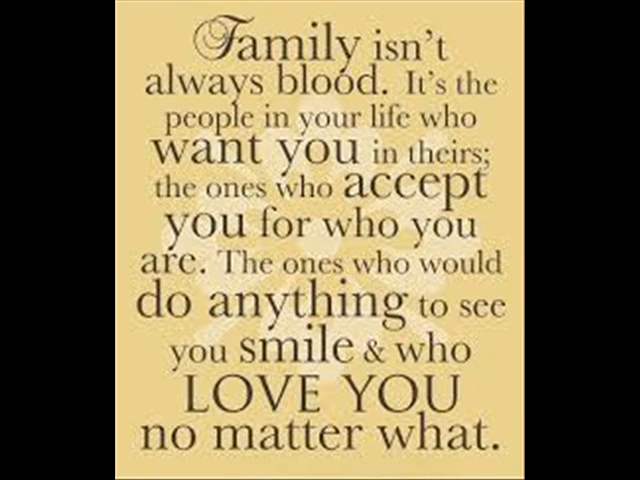 Family isn't
always blood. It's the
people in your life who
want you in theirs;
the ones who accept
you for who you
are. The ones who would
do anything to see
you smile & who
LOVE YOU
no matter what.